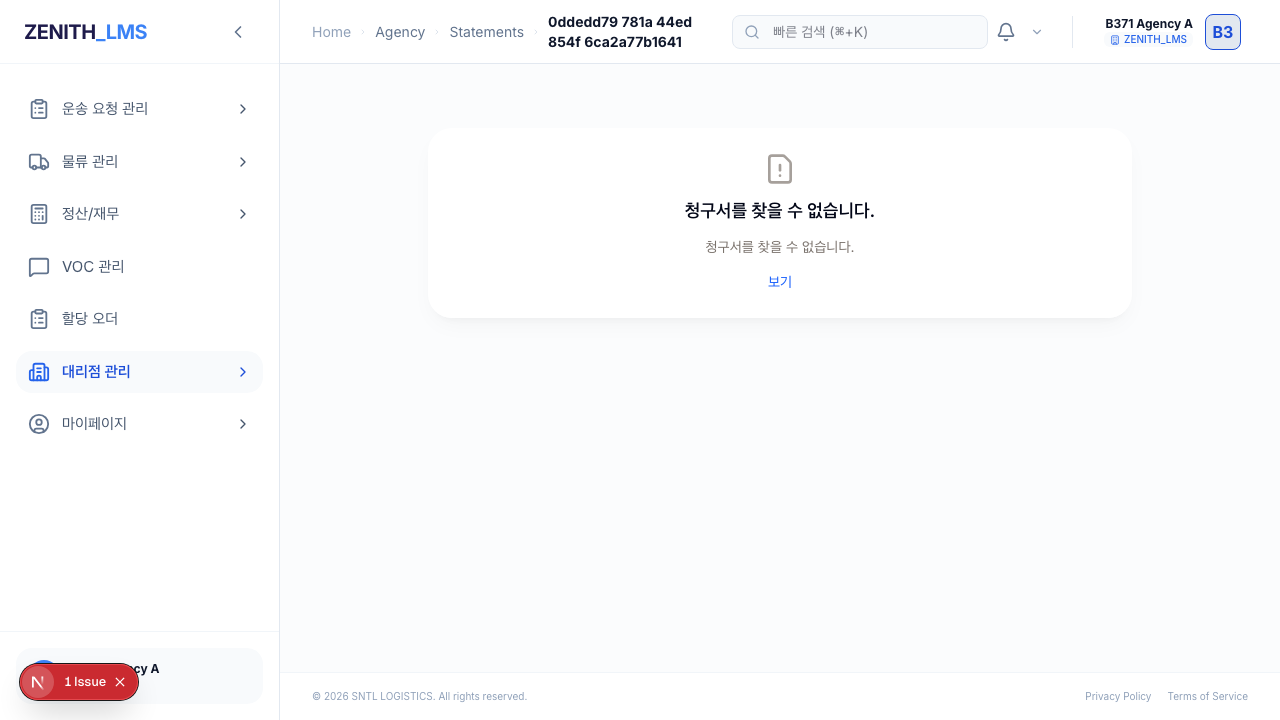 ZENITH_LMS
Home
Agency
Statements
0ddedd79 781a 44ed
854f 6ca2a77b1641
빠른 검색 (⌘+K)
B371 Agency A
ZENITH_LMS
B3
운송 요청 관리
물류 관리
정산/재무
VOC 관리
할당 오더
대리점 관리
마이페이지
청구서를 찾을 수 없습니다.
청구서를 찾을 수 없습니다.
보기
cy A
1 Issue
© 2026 SNTL LOGISTICS. All rights reserved.
Privacy Policy
Terms of Service